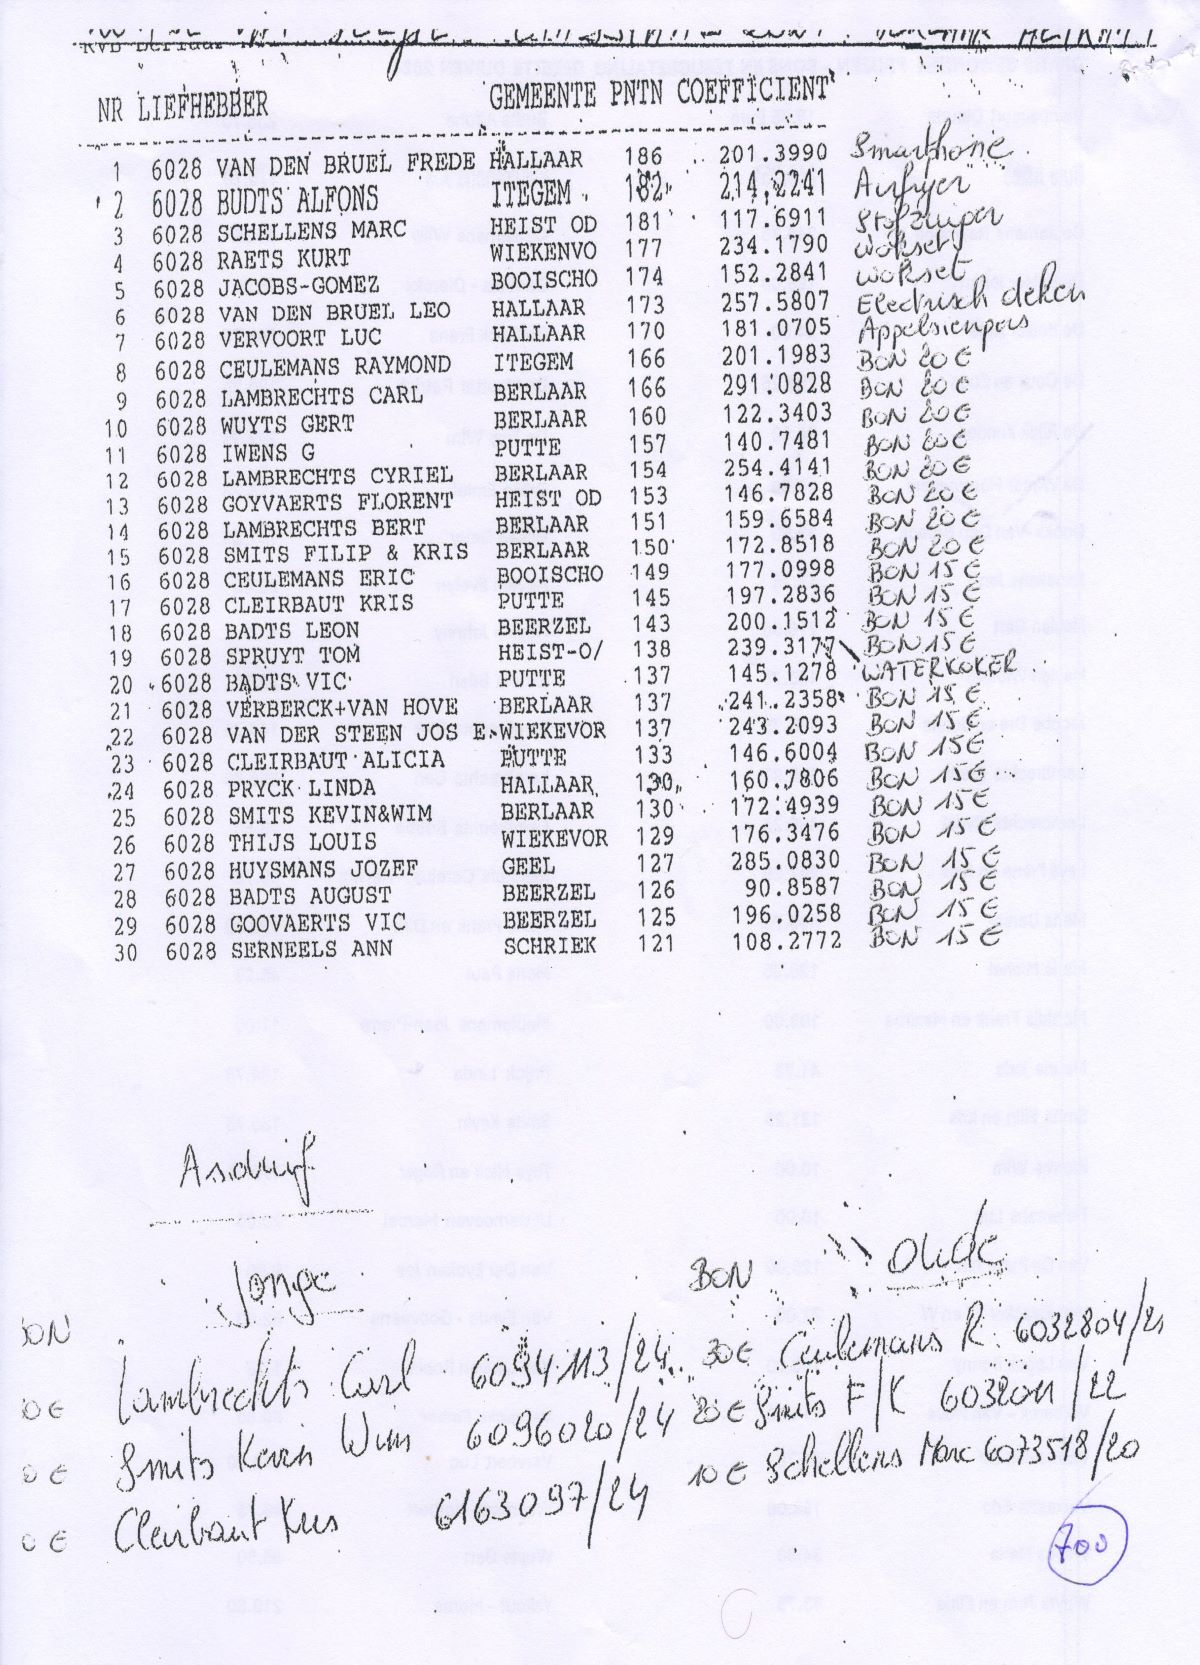 RVB Berlaar
NR LIEFHEBBER GEMEENTE PNTN COEFFICIENT
1 6028 VAN DEN BRUEL FREDE HALLAAR 186 201.3990 Smartphone
2 6028 BUDTS ALFONS ITEGEM 182 214.2241 Airfryer
3 6028 SCHELLENS MARC HEIST OD 181 117.6911 Stofzuiger
4 6028 RAETS KURT WIEKENVO 177 234.1790 Wokset
5 6028 JACOBS-GOMEZ BOOISCHO 174 152.2841 Wokset
6 6028 VAN DEN BRUEL LEO HALLAAR 173 257.5807 Electrisch deken
7 6028 VERVOORT LUC HALLAAR 170 181.0705 Appelsienpers
8 6028 CEULEMANS RAYMOND ITEGEM 166 201.1983 BON 20 €
9 6028 LAMBRECHTS CARL BERLAAR 166 291.0828 BON 20 €
10 6028 WUYTS GERT BERLAAR 160 122.3403 BON 20 €
11 6028 IWENS G PUTTE 157 140.7481 BON 20 €
12 6028 LAMBRECHTS CYRIEL BERLAAR 154 254.4141 BON 20 €
13 6028 GOYVAERTS FLORENT HEIST OD 153 146.7828 BON 20 €
14 6028 LAMBRECHTS BERT BERLAAR 151 159.6584 BON 20 €
15 6028 SMITS FILIP & KRIS BERLAAR 150 172.8518 BON 20 €
16 6028 CEULEMANS ERIC BOOISCHO 149 177.0998 BON 15 €
17 6028 CLEIRBAUT KRIS PUTTE 145 197.2836 BON 15 €
18 6028 BADTS LEON BEERZEL 143 200.1512 BON 15 €
19 6028 SPRUYT TOM HEIST-O/ 138 239.3177 BON 15 €
20 6028 BADTS VIC PUTTE 137 145.1278 WATERKOKER
21 6028 VERBERCK+VAN HOVE BERLAAR 137 241.2358 BON 15 €
22 6028 VAN DER STEEN JOS E. WIEKEVOR 137 243.2093 BON 15 €
23 6028 CLEIRBAUT ALICIA PUTTE 133 146.6004 BON 15 €
24 6028 PRYCK LINDA HALLAAR 130 160.7806 BON 15 €
25 6028 SMITS KEVIN&WIM BERLAAR 130 172.4939 BON 15 €
26 6028 THIJS LOUIS WIEKEVOR 129 176.3476 BON 15 €
27 6028 HUYSMANS JOZEF GEEL 127 285.0830 BON 15 €
28 6028 BADTS AUGUST BEERZEL 126 90.8587 BON 15 €
29 6028 GOOVAERTS VIC BEERZEL 125 196.0258 BON 15 €
30 6028 SERNEELS ANN SCHRIEK 121 108.2772 BON 15 €
Asduif
Jonge BON Oude
ON
0 € Lambrechts Carl 6094113/24 30 € Ceulemans R. 6032804/21
0 € Smits Kevin Wim 6096020/24 20 € Smits F/K 6032011/22
0 € Cleirbaut Kris 6163097/24 10 € Schellens Marc 6073518/20
700